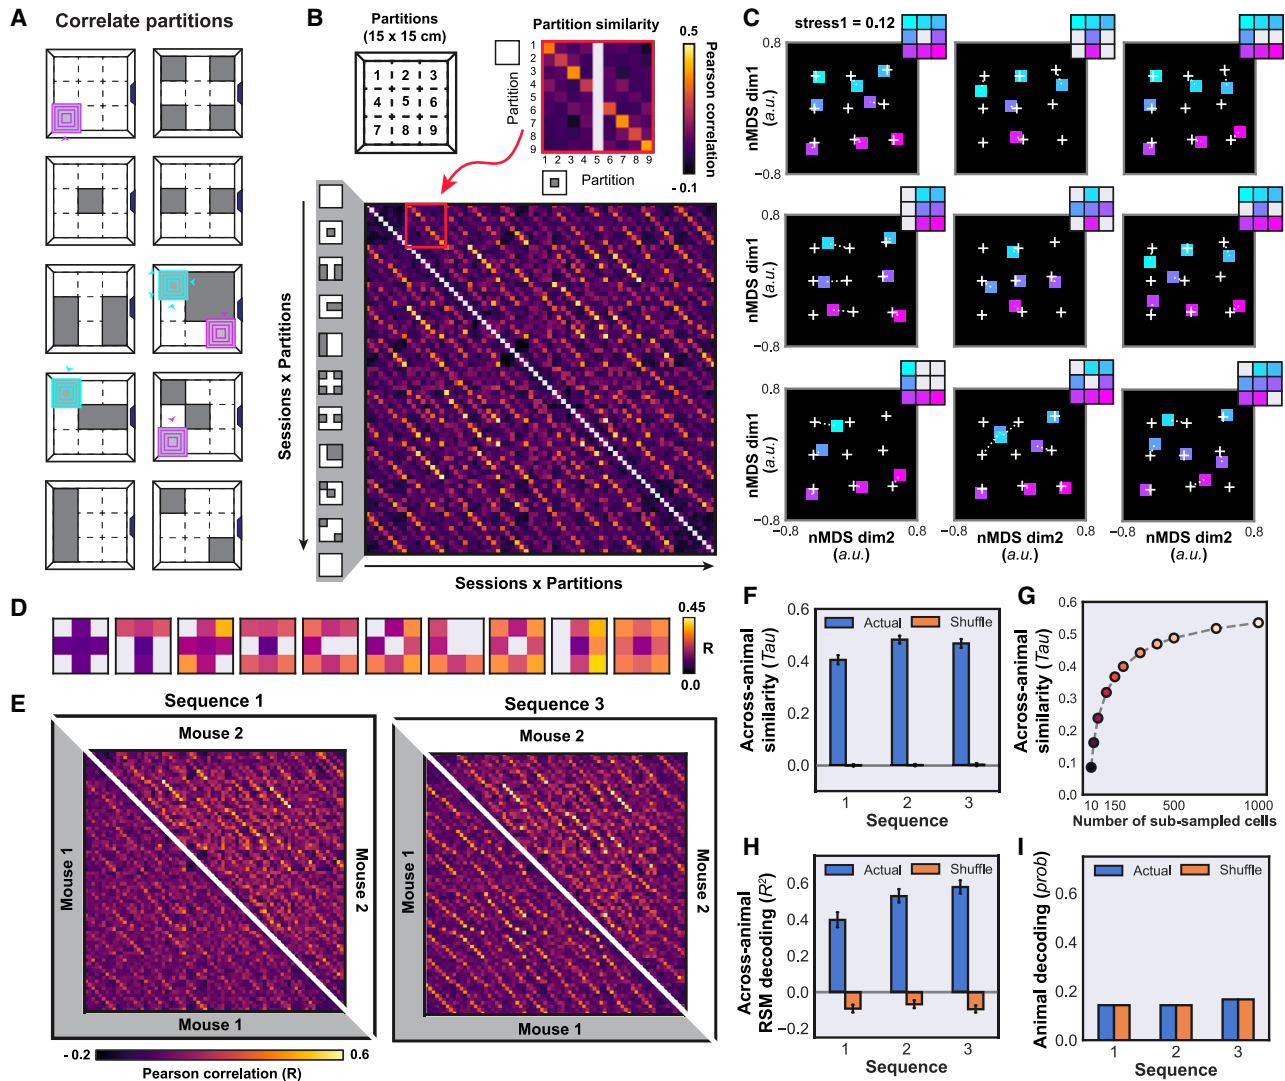 A
Correlate partitions
B
Partitions
(15 x 15 cm)
1 2 3
4 5 6
7 8 9
Partition similarity
Partition
1
2
3
4
5
6
7
8
9
1 2 3 4 5 6 7 8 9
Partition
0.5
- 0.1
Pearson correlation
Sessions x Partitions
Sessions x Partitions
C
stress1 = 0.12
0.8
−0.8
nMDS dim1
(a.u.)
0.8
−0.8
nMDS dim1
(a.u.)
0.8
−0.8
nMDS dim1
(a.u.)
−0.8 0.8
nMDS dim2
(a.u.)
nMDS dim2
(a.u.)
−0.8 0.8
nMDS dim2
(a.u.)
D
0.45
R
0.0
E
Sequence 1
Mouse 2
Mouse 1
Mouse 2
Mouse 1
Sequence 3
Mouse 2
Mouse 1
Mouse 2
Mouse 1
- 0.2 0.6
Pearson correlation (R)
F
Across-animal
similarity (Tau)
0.6
0.4
0.2
0.0
Actual Shuffle
1 2 3
Sequence
G
Across-animal
similarity (Tau)
0.6
0.5
0.4
0.3
0.2
0.1
0.0
10 150 500 1000
Number of sub-sampled cells
H
Across-animal
RSM decoding (R²)
0.6
0.4
0.2
0.0
−0.2
Actual Shuffle
1 2 3
Sequence
I
Animal decoding (prob)
0.6
0.4
0.2
0.0
Actual Shuffle
1 2 3
Sequence